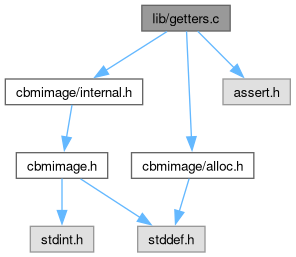 lib/getters.c
cbmimage/internal.h
assert.h
cbmimage.h
cbmimage/alloc.h
stdint.h
stddef.h